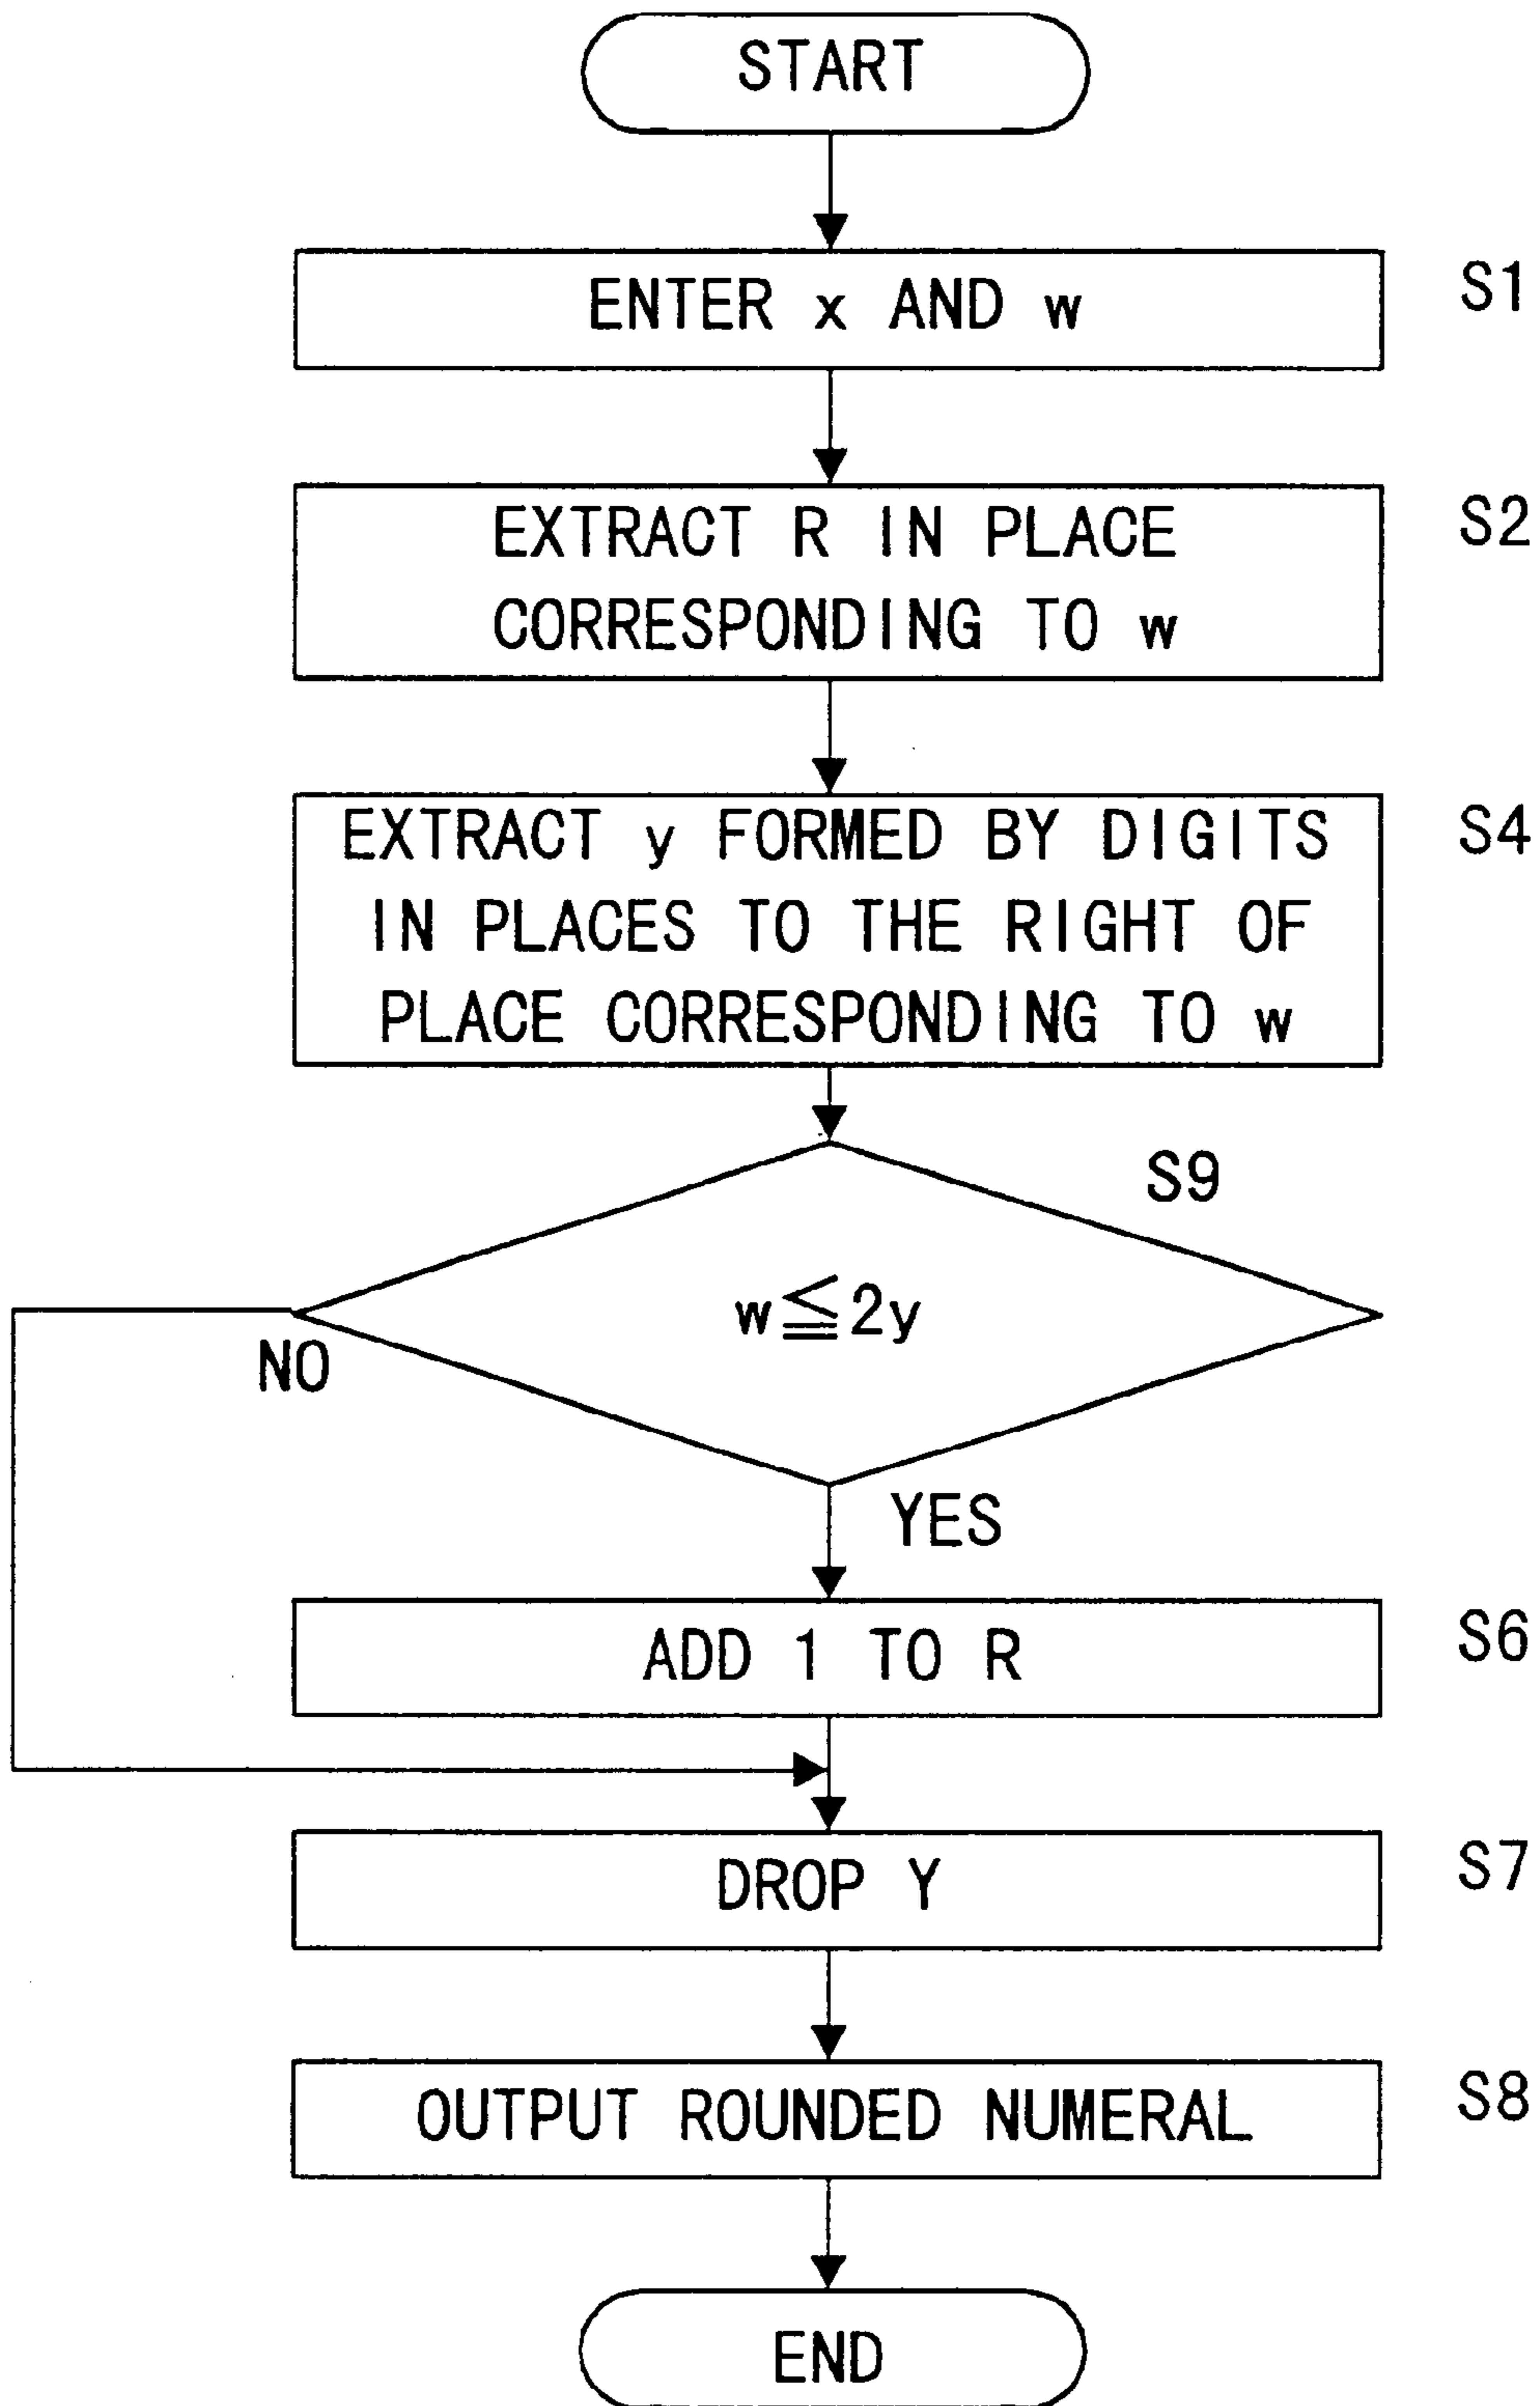 START
ENTER x AND w
S1
EXTRACT R IN PLACE
CORRESPONDING TO w
S2
EXTRACT y FORMED BY DIGITS
IN PLACES TO THE RIGHT OF
PLACE CORRESPONDING TO w
S4
S9
w≦2y
NO
YES
ADD 1 TO R
S6
DROP Y
S7
OUTPUT ROUNDED NUMERAL
S8
END